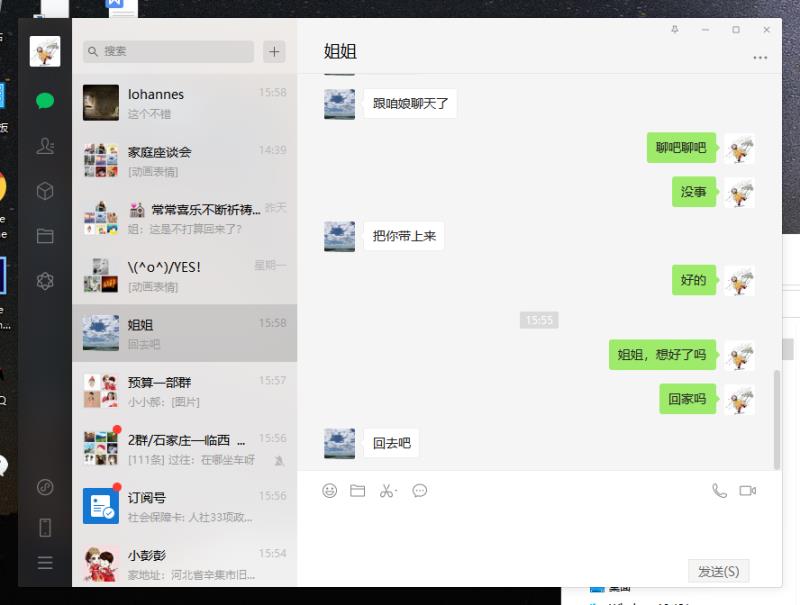 搜索
Iohannes
15:58
这个不错
家庭座谈会
14:39
[动画表情]
常常喜乐不断祈祷...
昨天
姐: 这是不打算回来了?
\(^o^)/YES!
星期一
[动画表情]
姐姐
15:58
回去吧
预算一部群
15:57
小小郝: [图片]
2群/石家庄—临西 ...
15:56
[111条] 过往: 在哪坐车呀
订阅号
15:56
社会保障卡: 人社33项政...
小彭彭
15:54
家地址: 河北省辛集市旧...
姐姐
跟咱娘聊天了
聊吧聊吧
没事
把你带上来
好的
15:55
姐姐，想好了吗
回家吗
回去吧
发送(S)